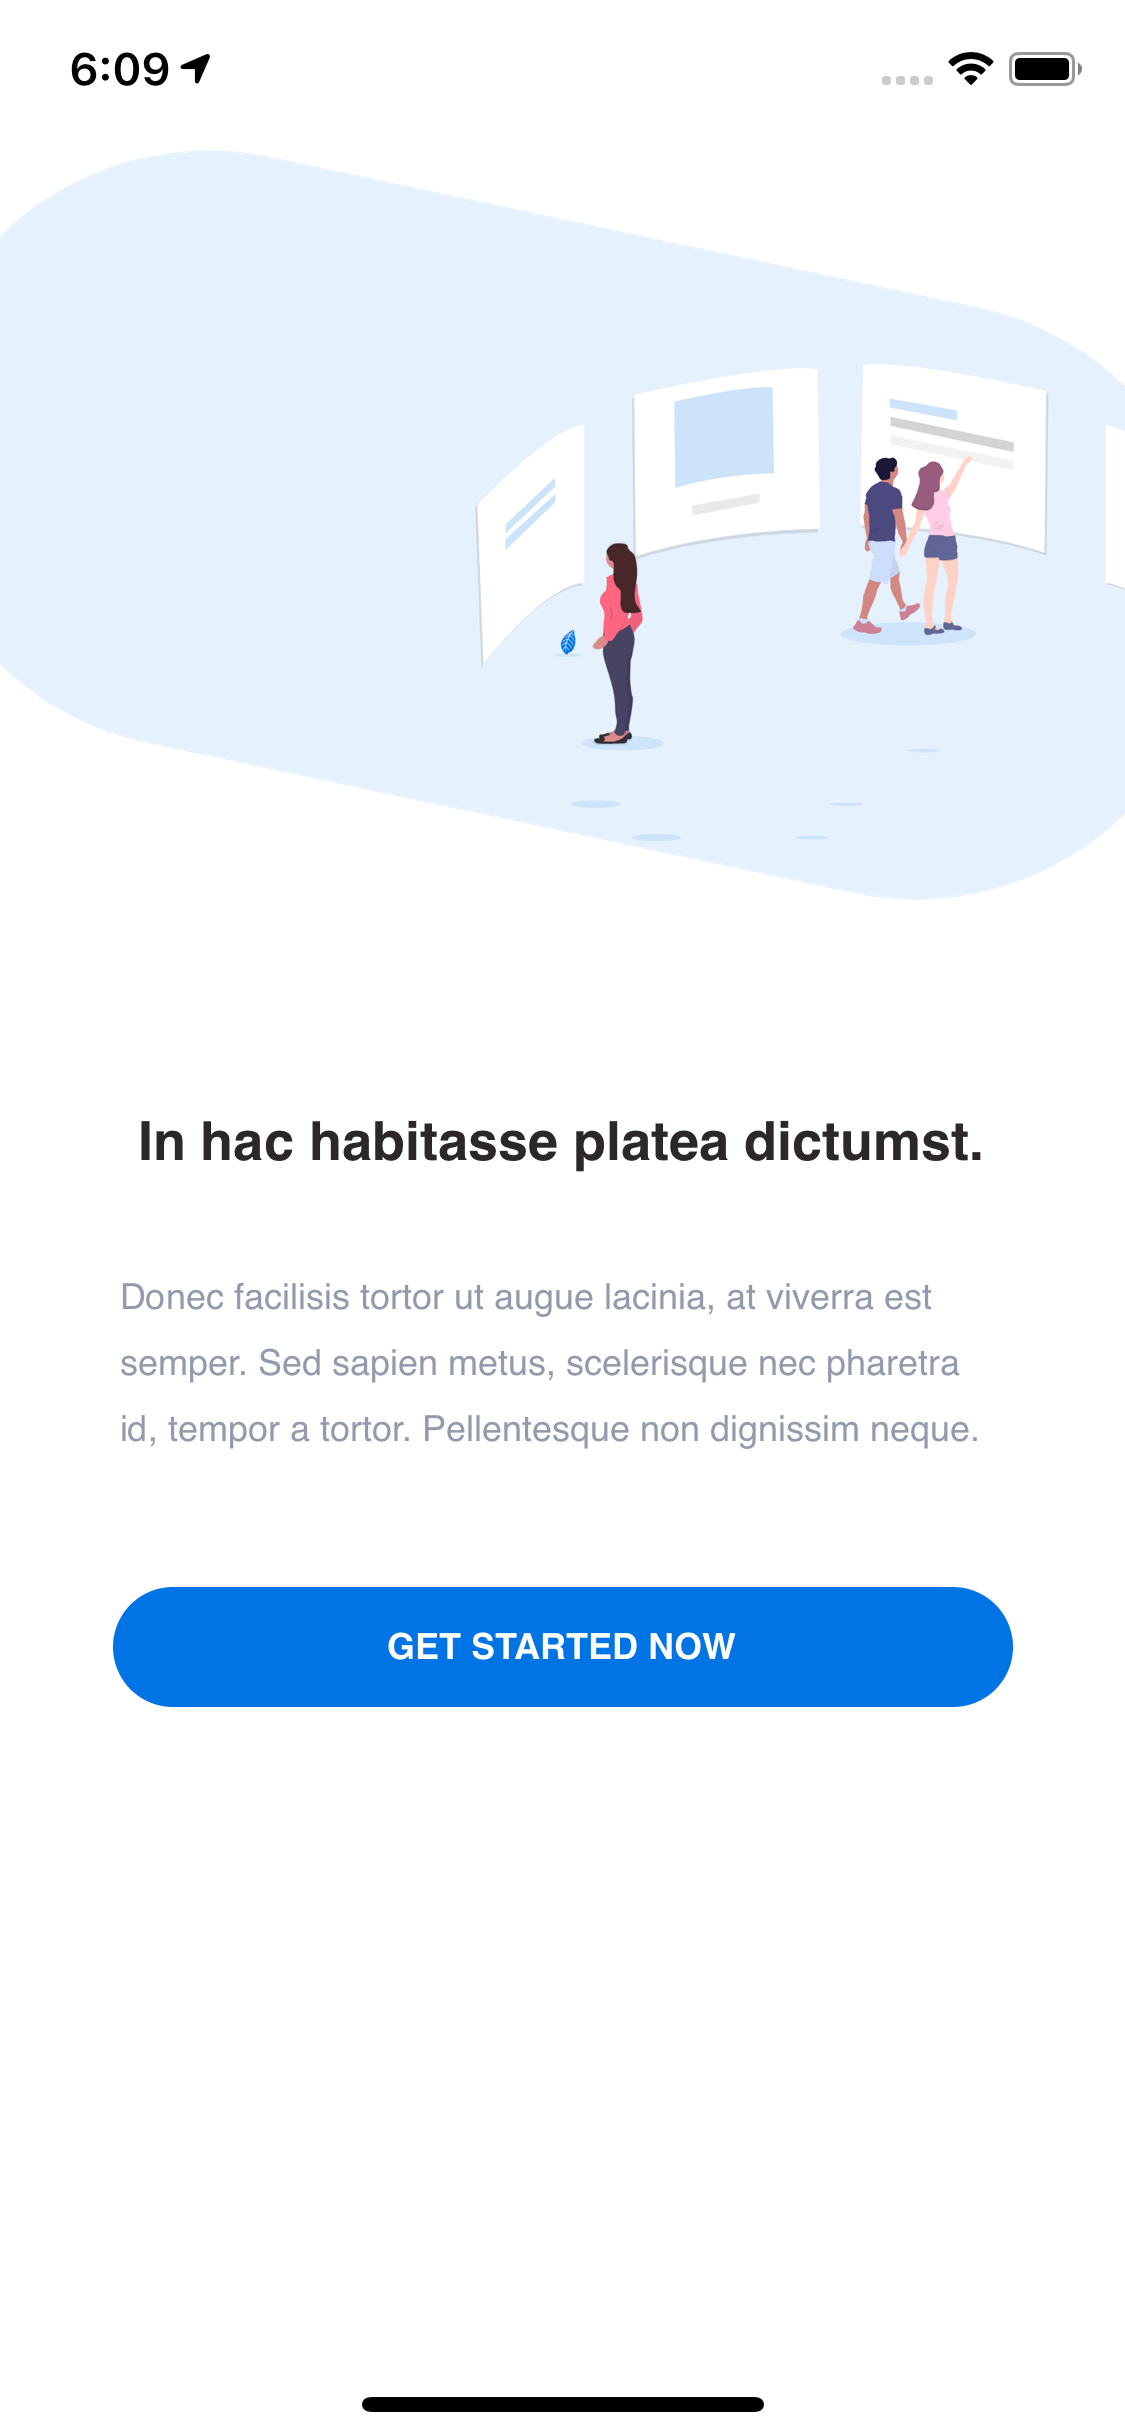 6:09
In hac habitasse platea dictumst.
Donec facilisis tortor ut augue lacinia, at viverra est
semper. Sed sapien metus, scelerisque nec pharetra
id, tempor a tortor. Pellentesque non dignissim neque.
GET STARTED NOW